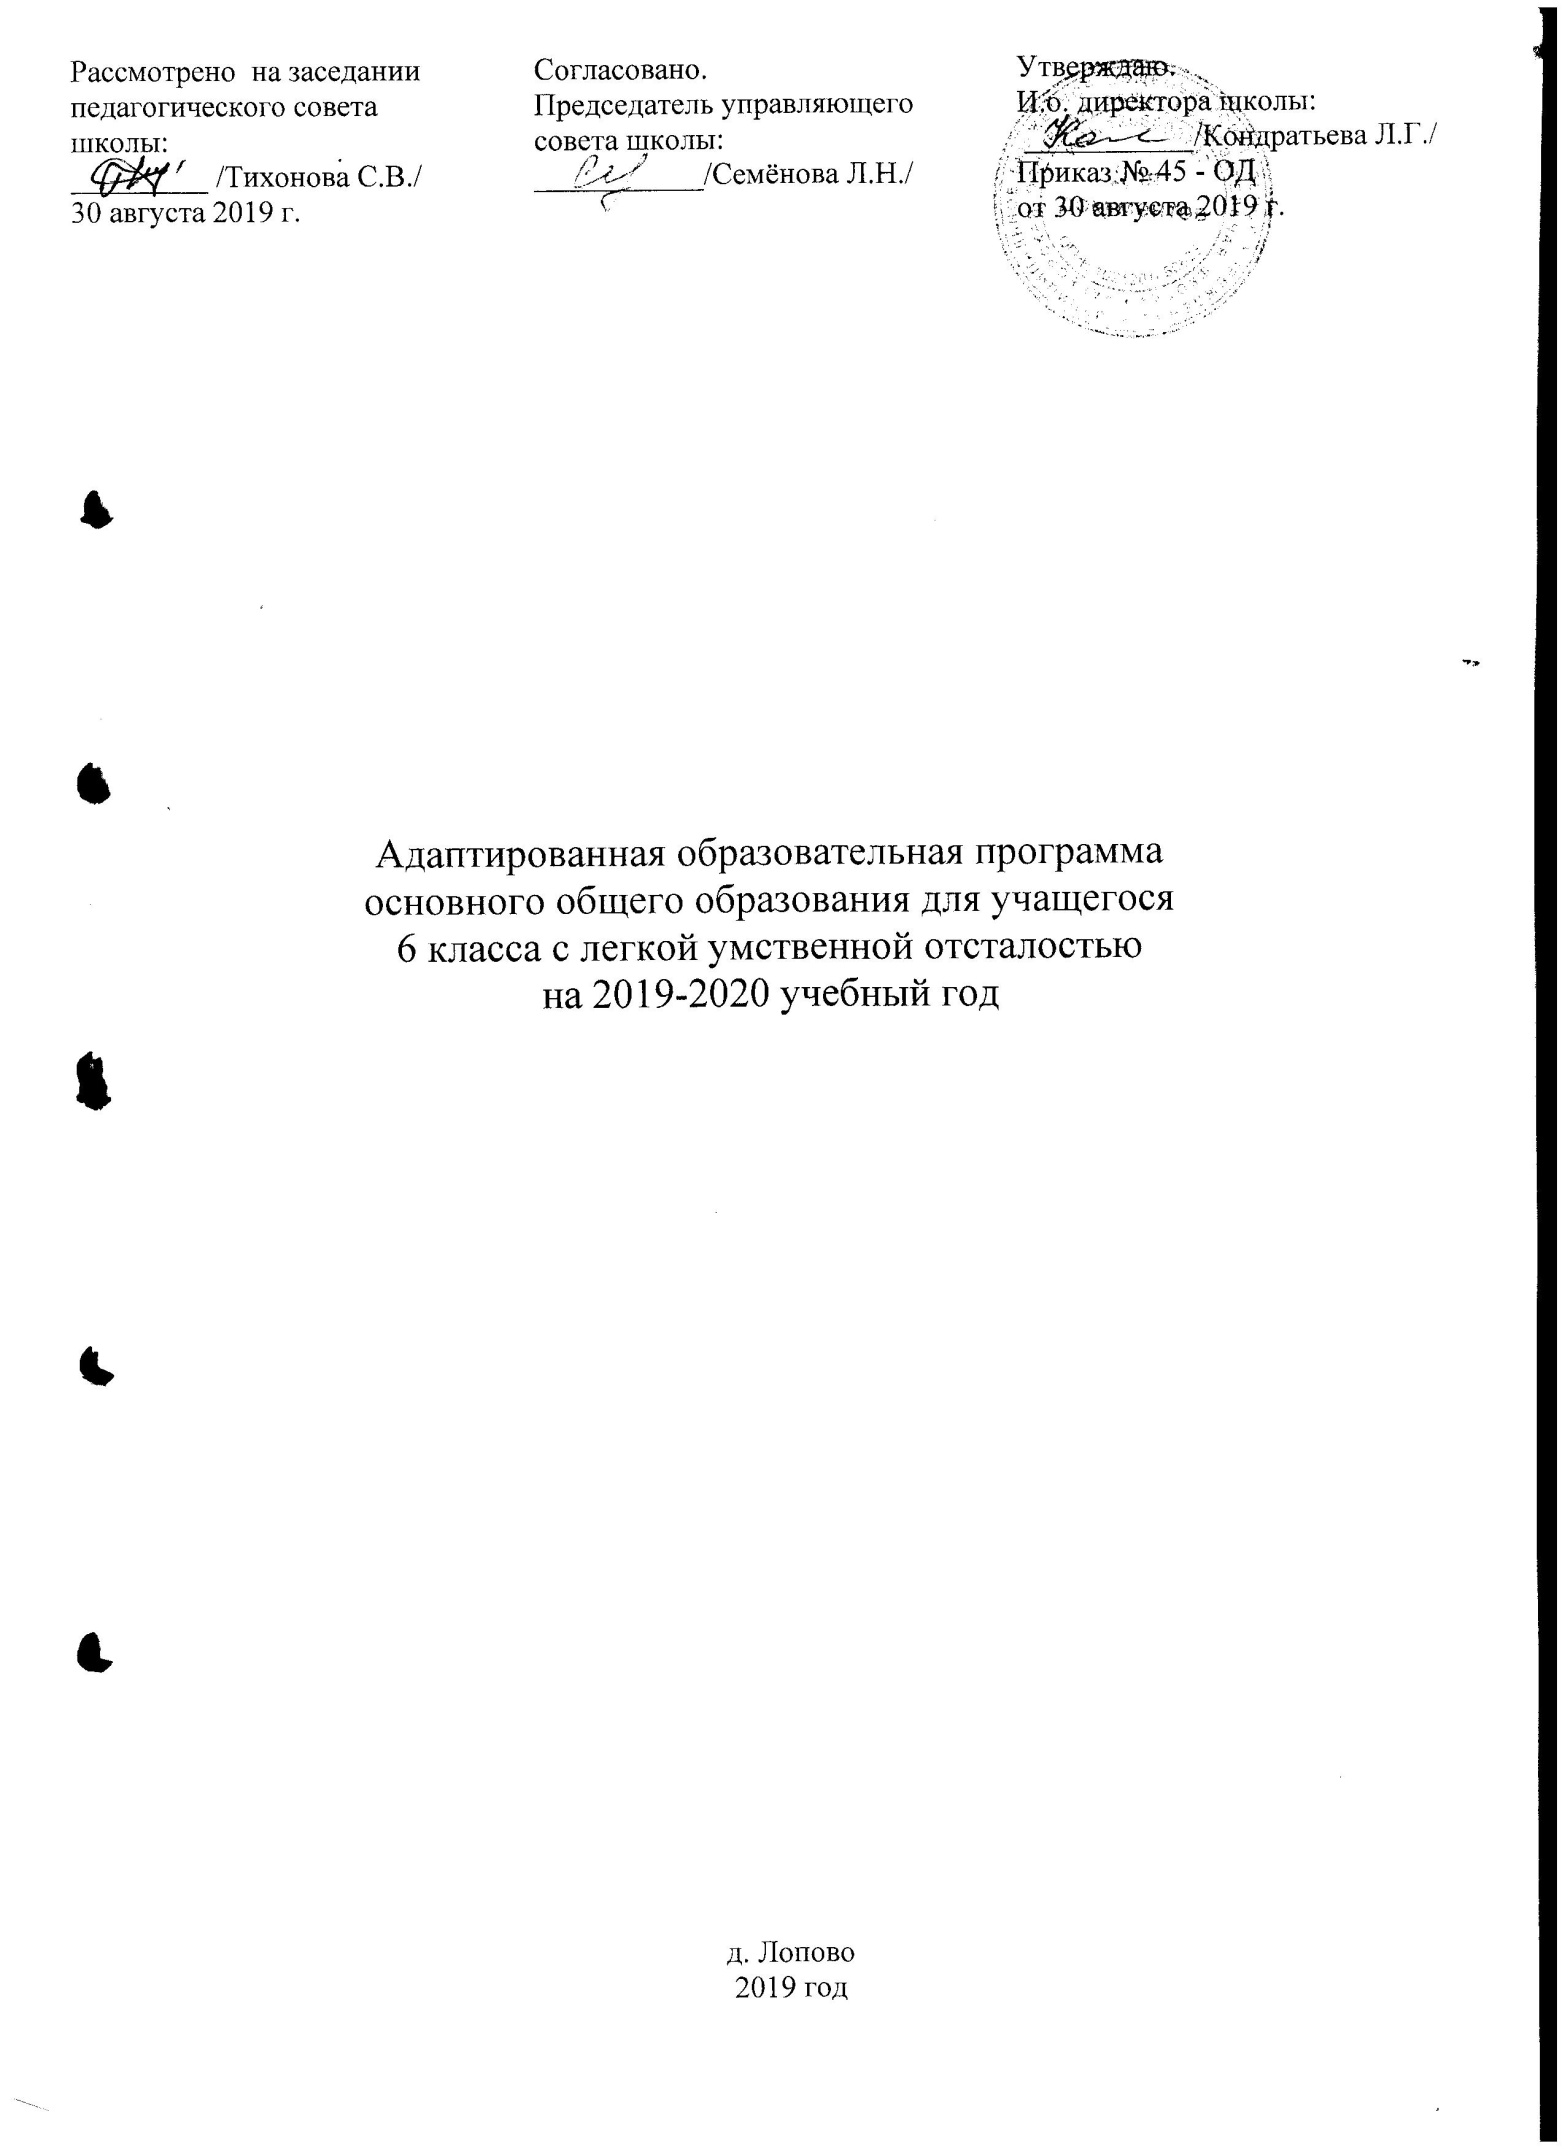 Рассмотрено на заседании
педагогического совета
школы:
/Тихонова С.В./
30 августа 2019 г.
Согласовано.
Председатель управляющего
совета школы:
/Семёнова Л.Н./
Утверждаю.
И.о. директора школы:
/Кондратьева Л.Г./
Приказ № 45 - ОД
от 30 августа 2019 г.
Адаптированная образовательная программа
основного общего образования для учащегося
6 класса с легкой умственной отсталостью
на 2019-2020 учебный год
д. Лопово
2019 год